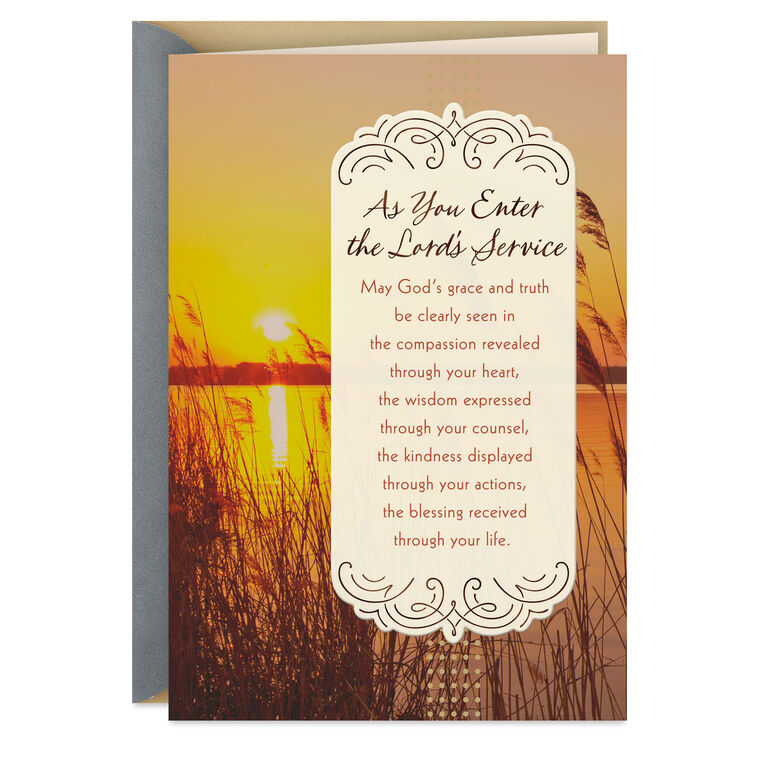 As You Enter
the Lord's Service
May God's grace and truth
be clearly seen in
the compassion revealed
through your heart,
the wisdom expressed
through your counsel,
the kindness displayed
through your actions,
the blessing received
through your life.